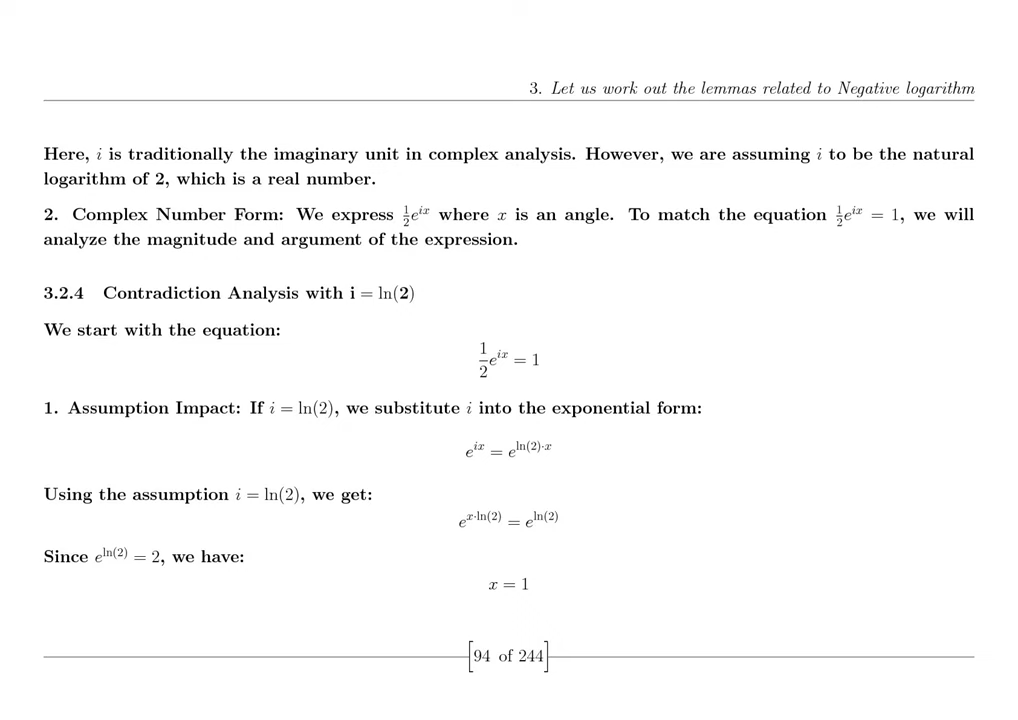 3. Let us work out the lemmas related to Negative logarithm
Here, i is traditionally the imaginary unit in complex analysis. However, we are assuming i to be the natural
logarithm of 2, which is a real number.
2. Complex Number Form: We express \frac{1}{2}e^{ix} where x is an angle. To match the equation \frac{1}{2}e^{ix} = 1, we will
analyze the magnitude and argument of the expression.
3.2.4 Contradiction Analysis with i = ln(2)
We start with the equation:
\frac{1}{2}e^{ix} = 1
1. Assumption Impact: If i = ln(2), we substitute i into the exponential form:
e^{ix} = e^{ln(2)·x}
Using the assumption i = ln(2), we get:
e^{x·ln(2)} = e^{ln(2)}
Since e^{ln(2)} = 2, we have:
x = 1
[94 of 244]